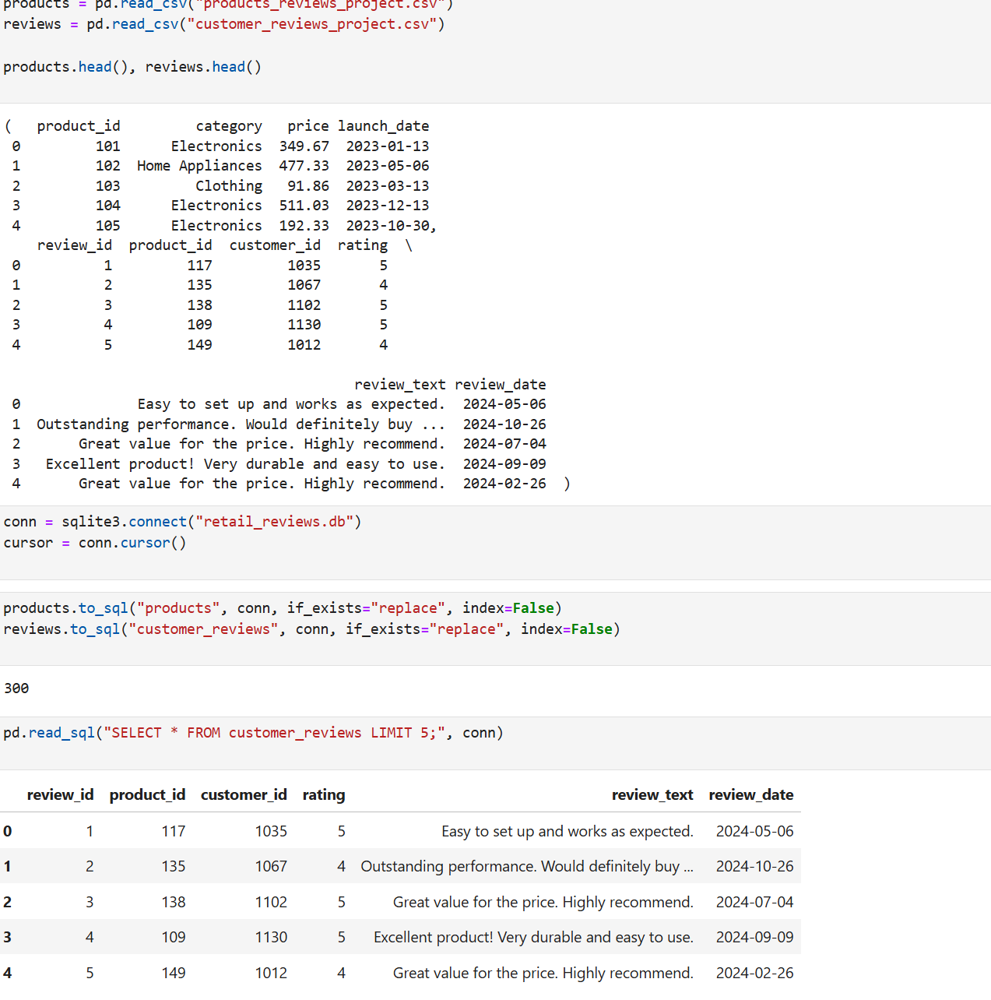 products = pd.read_csv("products_reviews_project.csv")
reviews = pd.read_csv("customer_reviews_project.csv")
products.head(), reviews.head()
(   product_id         category   price launch_date
0         101      Electronics  349.67  2023-01-13
1         102  Home Appliances  477.33  2023-05-06
2         103         Clothing   91.86  2023-03-13
3         104      Electronics  511.03  2023-12-13
4         105      Electronics  192.33  2023-10-30,
review_id  product_id  customer_id  rating  \
0          1         117         1035       5
1          2         135         1067       4
2          3         138         1102       5
3          4         109         1130       5
4          5         149         1012       4
review_text review_date
0              Easy to set up and works as expected.  2024-05-06
1  Outstanding performance. Would definitely buy ...  2024-10-26
2       Great value for the price. Highly recommend.  2024-07-04
3   Excellent product! Very durable and easy to use.  2024-09-09
4       Great value for the price. Highly recommend.  2024-02-26  )
conn = sqlite3.connect("retail_reviews.db")
cursor = conn.cursor()
products.to_sql("products", conn, if_exists="replace", index=False)
reviews.to_sql("customer_reviews", conn, if_exists="replace", index=False)
300
pd.read_sql("SELECT * FROM customer_reviews LIMIT 5;", conn)
review_id product_id customer_id rating review_text review_date
0 1 117 1035 5 Easy to set up and works as expected. 2024-05-06
1 2 135 1067 4 Outstanding performance. Would definitely buy ... 2024-10-26
2 3 138 1102 5 Great value for the price. Highly recommend. 2024-07-04
3 4 109 1130 5 Excellent product! Very durable and easy to use. 2024-09-09
4 5 149 1012 4 Great value for the price. Highly recommend. 2024-02-26